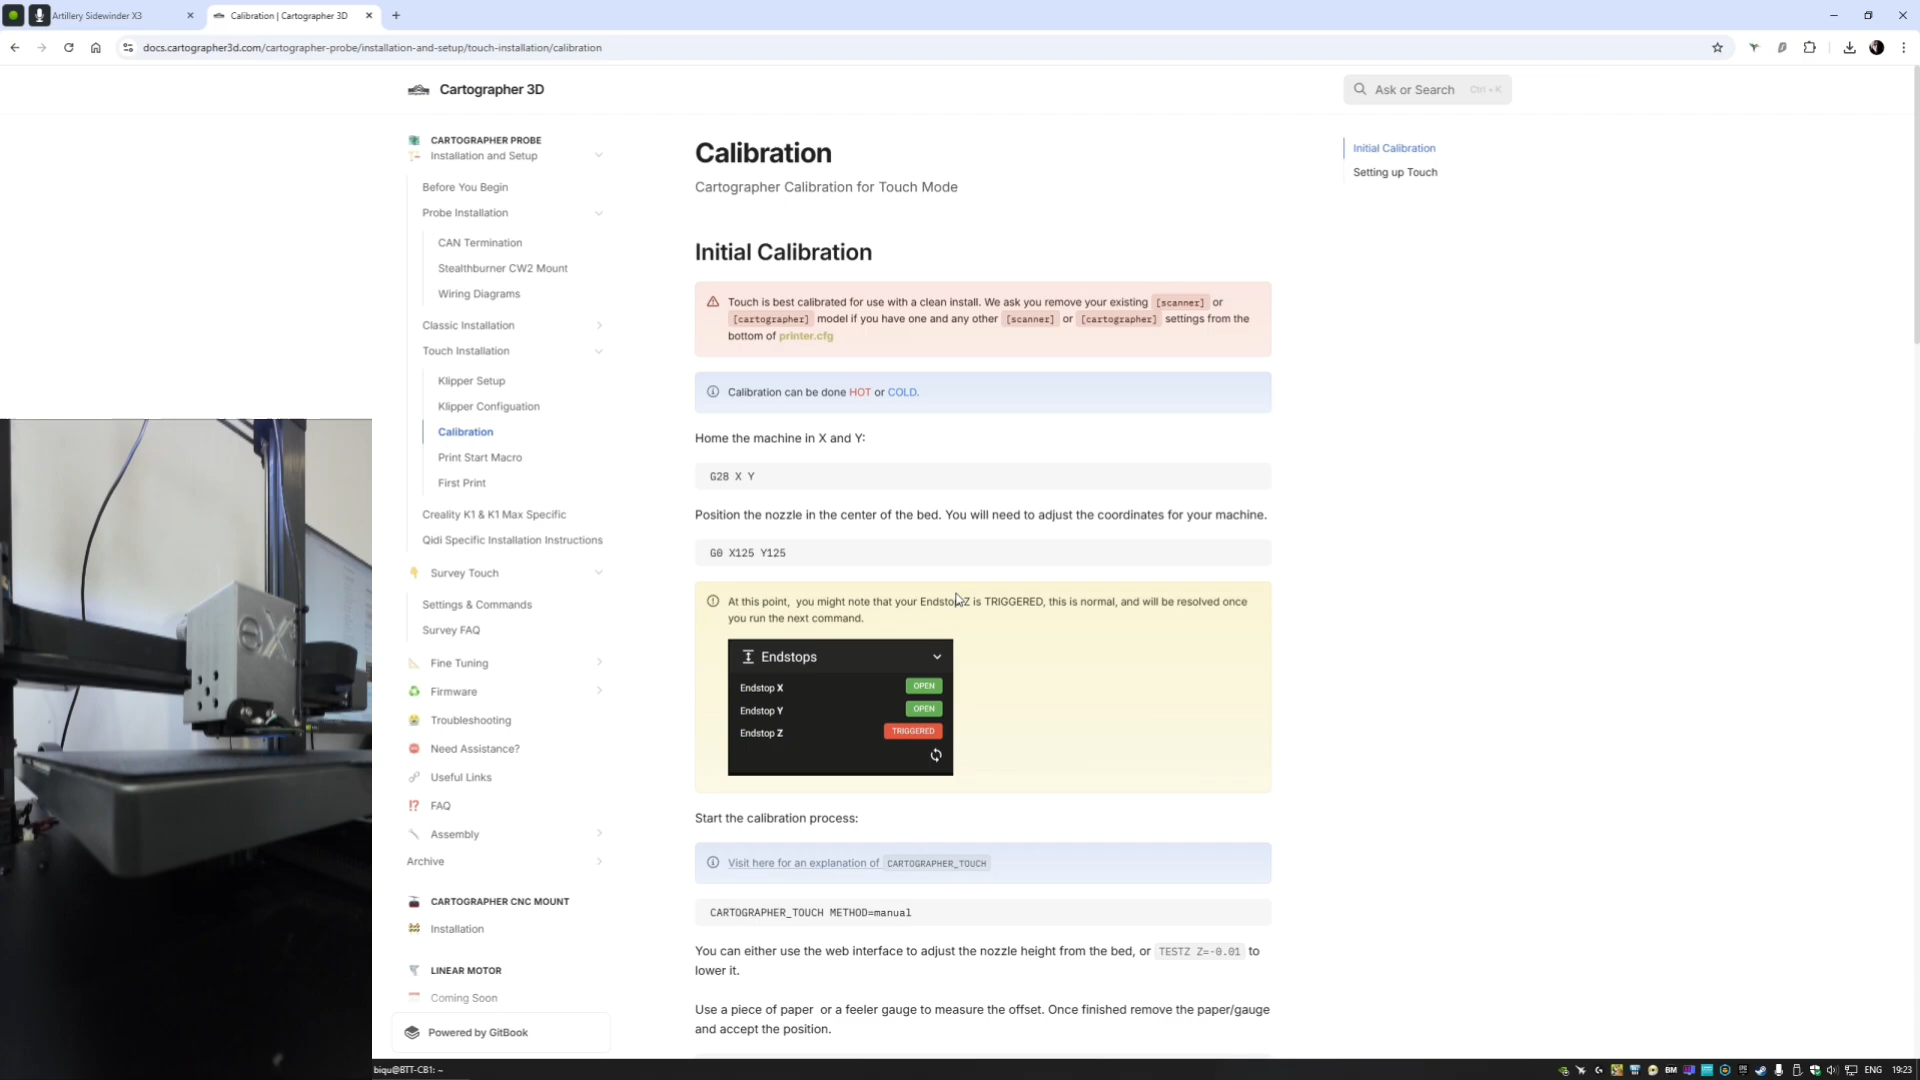 Artillery Sidewinder X3
Calibration | Cartographer 3D
docs.cartographer3d.com/cartographer-probe/installation-and-setup/touch-installation/calibration
Cartographer 3D
Ask or Search
Ctrl + K
CARTOGRAPHER PROBE
Installation and Setup
Before You Begin
Probe Installation
CAN Termination
Stealthburner CW2 Mount
Wiring Diagrams
Classic Installation
Touch Installation
Klipper Setup
Klipper Configuation
Calibration
Print Start Macro
First Print
Creality K1 & K1 Max Specific
Qidi Specific Installation Instructions
Survey Touch
Settings & Commands
Survey FAQ
Fine Tuning
Firmware
Troubleshooting
Need Assistance?
Useful Links
FAQ
Assembly
Archive
CARTOGRAPHER CNC MOUNT
Installation
LINEAR MOTOR
Coming Soon
Powered by GitBook
Calibration
Cartographer Calibration for Touch Mode
Initial Calibration
Touch is best calibrated for use with a clean install. We ask you remove your existing [scanner] or
[cartographer] model if you have one and any other [scanner] or [cartographer] settings from the
bottom of printer.cfg
Calibration can be done HOT or COLD.
Home the machine in X and Y:
G28 X Y
Position the nozzle in the center of the bed. You will need to adjust the coordinates for your machine.
G0 X125 Y125
At this point, you might note that your Endstop Z is TRIGGERED, this is normal, and will be resolved once
you run the next command.
Endstops
Endstop X OPEN
Endstop Y OPEN
Endstop Z TRIGGERED
Start the calibration process:
Visit here for an explanation of CARTOGRAPHER_TOUCH
CARTOGRAPHER_TOUCH METHOD=manual
You can either use the web interface to adjust the nozzle height from the bed, or TESTZ Z=-0.01 to
lower it.
Use a piece of paper or a feeler gauge to measure the offset. Once finished remove the paper/gauge
and accept the position.
Initial Calibration
Setting up Touch
biqu@BTT-CB1: ~
BM
ENG
19:23